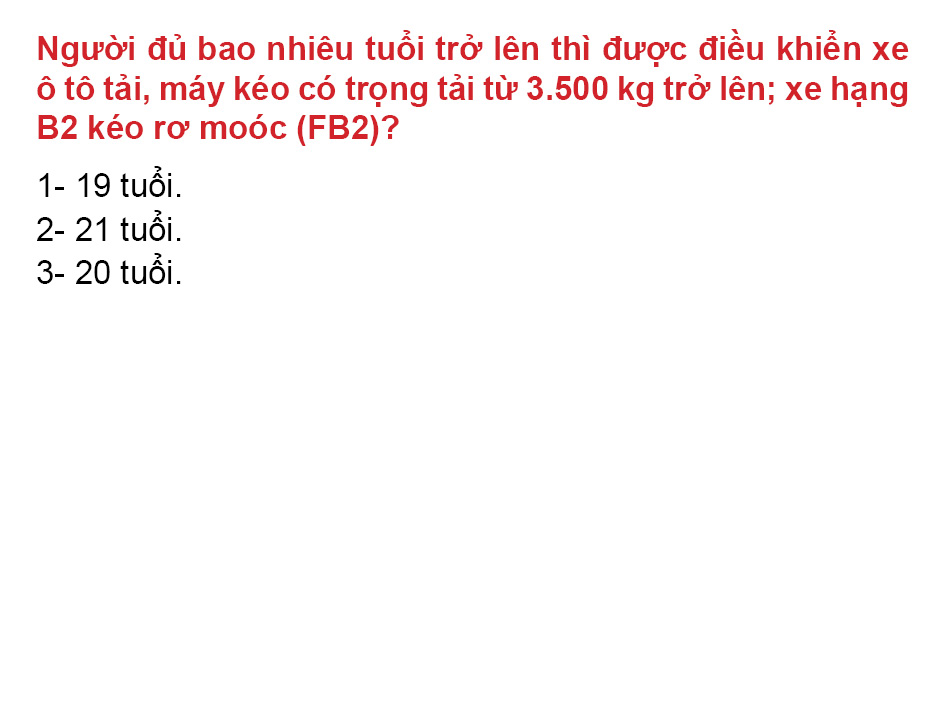 Người đủ bao nhiêu tuổi trở lên thì được điều khiển xe
ô tô tải, máy kéo có trọng tải từ 3.500 kg trở lên; xe hạng
B2 kéo rơ moóc (FB2)?
1- 19 tuổi.
2- 21 tuổi.
3- 20 tuổi.